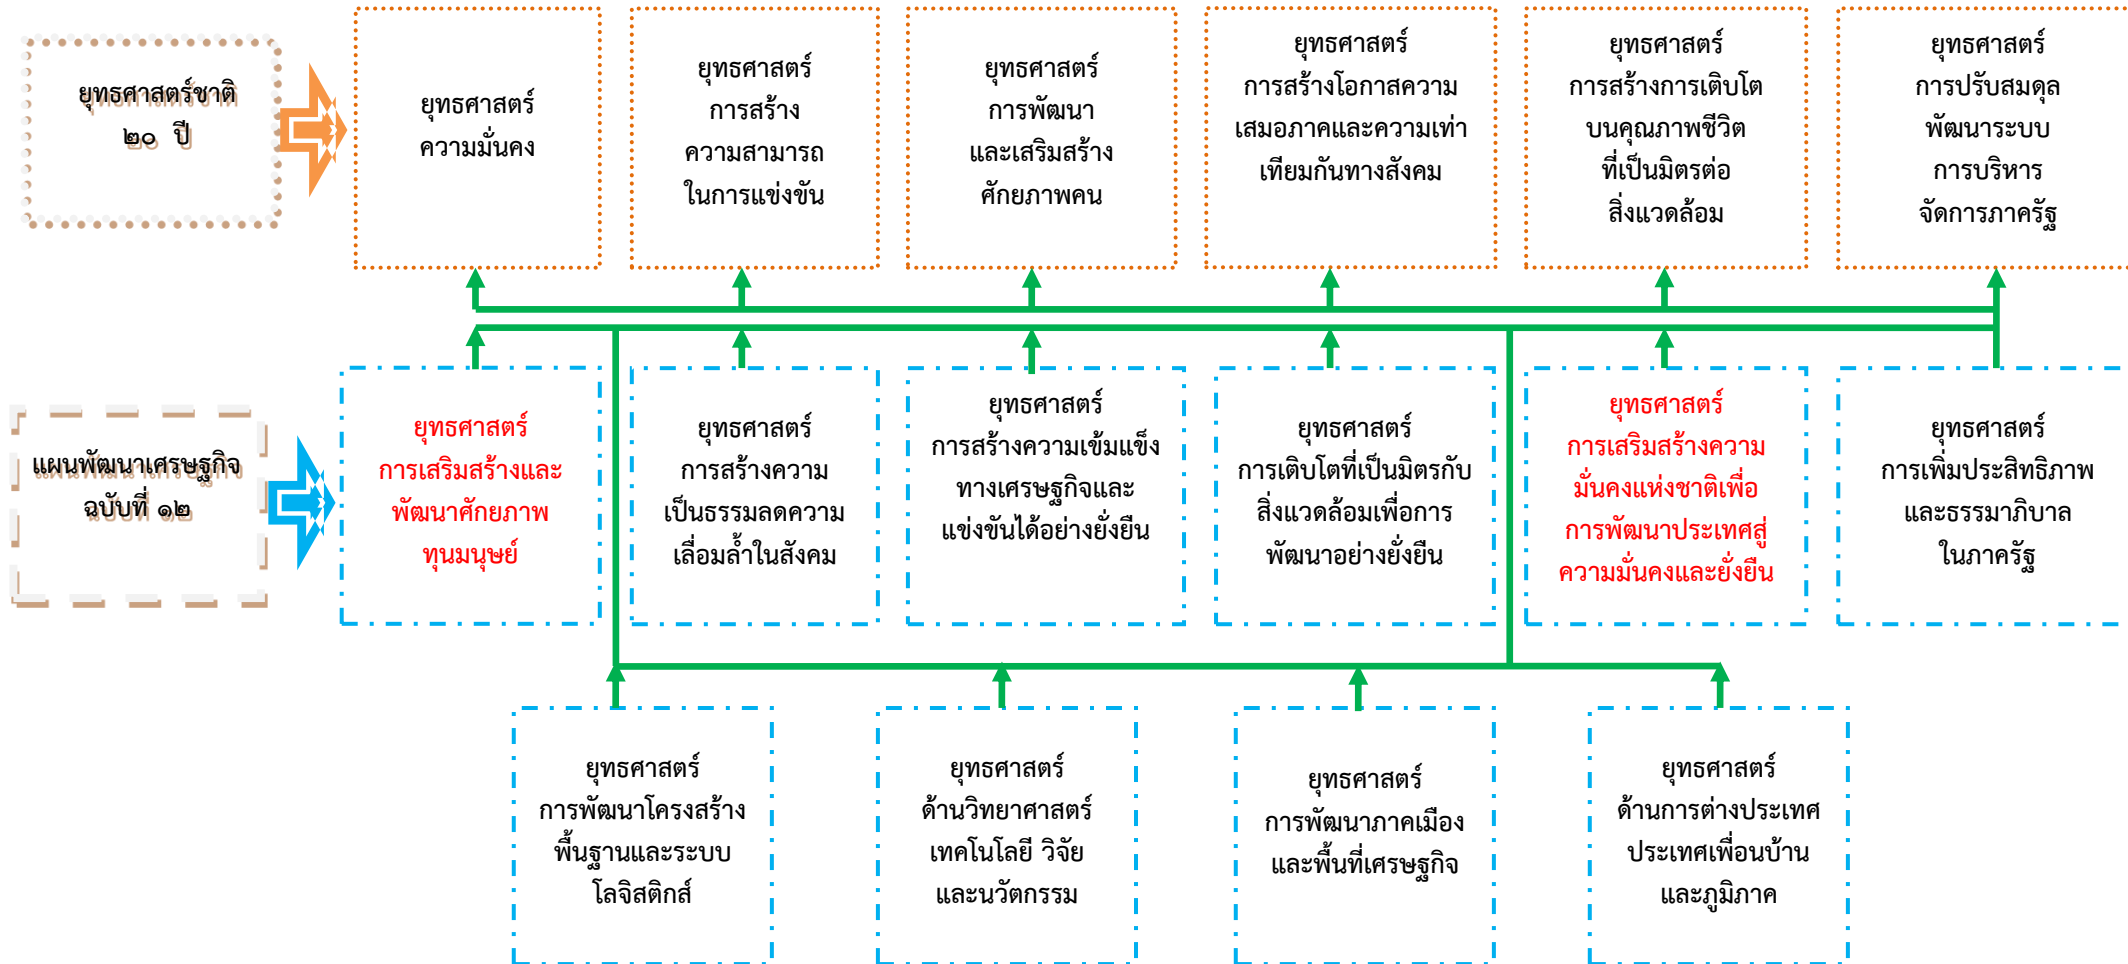 ยุทธศาสตร์ชาติ
๒๐ ปี
ยุทธศาสตร์
ความมั่นคง
ยุทธศาสตร์
การสร้าง
ความสามารถ
ในการแข่งขัน
ยุทธศาสตร์
การพัฒนา
และเสริมสร้าง
ศักยภาพคน
ยุทธศาสตร์
การสร้างโอกาสความ
เสมอภาคและความเท่า
เทียมกันทางสังคม
ยุทธศาสตร์
การสร้างการเติบโต
บนคุณภาพชีวิต
ที่เป็นมิตรต่อ
สิ่งแวดล้อม
ยุทธศาสตร์
การปรับสมดุล
พัฒนาระบบ
การบริหาร
จัดการภาครัฐ
แผนพัฒนาเศรษฐกิจ
ฉบับที่ ๑๒
ยุทธศาสตร์
การเสริมสร้างและ
พัฒนาศักยภาพ
ทุนมนุษย์
ยุทธศาสตร์
การสร้างความ
เป็นธรรมลดความ
เลื่อมล้ำในสังคม
ยุทธศาสตร์
การสร้างความเข้มแข็ง
ทางเศรษฐกิจและ
แข่งขันได้อย่างยั่งยืน
ยุทธศาสตร์
การเติบโตที่เป็นมิตรกับ
สิ่งแวดล้อมเพื่อการ
พัฒนาอย่างยั่งยืน
ยุทธศาสตร์
การเสริมสร้างความ
มั่นคงแห่งชาติเพื่อ
การพัฒนาประเทศสู่
ความมั่นคงและยั่งยืน
ยุทธศาสตร์
การเพิ่มประสิทธิภาพ
และธรรมาภิบาล
ในภาครัฐ
ยุทธศาสตร์
การพัฒนาโครงสร้าง
พื้นฐานและระบบ
โลจิสติกส์
ยุทธศาสตร์
ด้านวิทยาศาสตร์
เทคโนโลยี วิจัย
และนวัตกรรม
ยุทธศาสตร์
การพัฒนาภาคเมือง
และพื้นที่เศรษฐกิจ
ยุทธศาสตร์
ด้านการต่างประเทศ
ประเทศเพื่อนบ้าน
และภูมิภาค